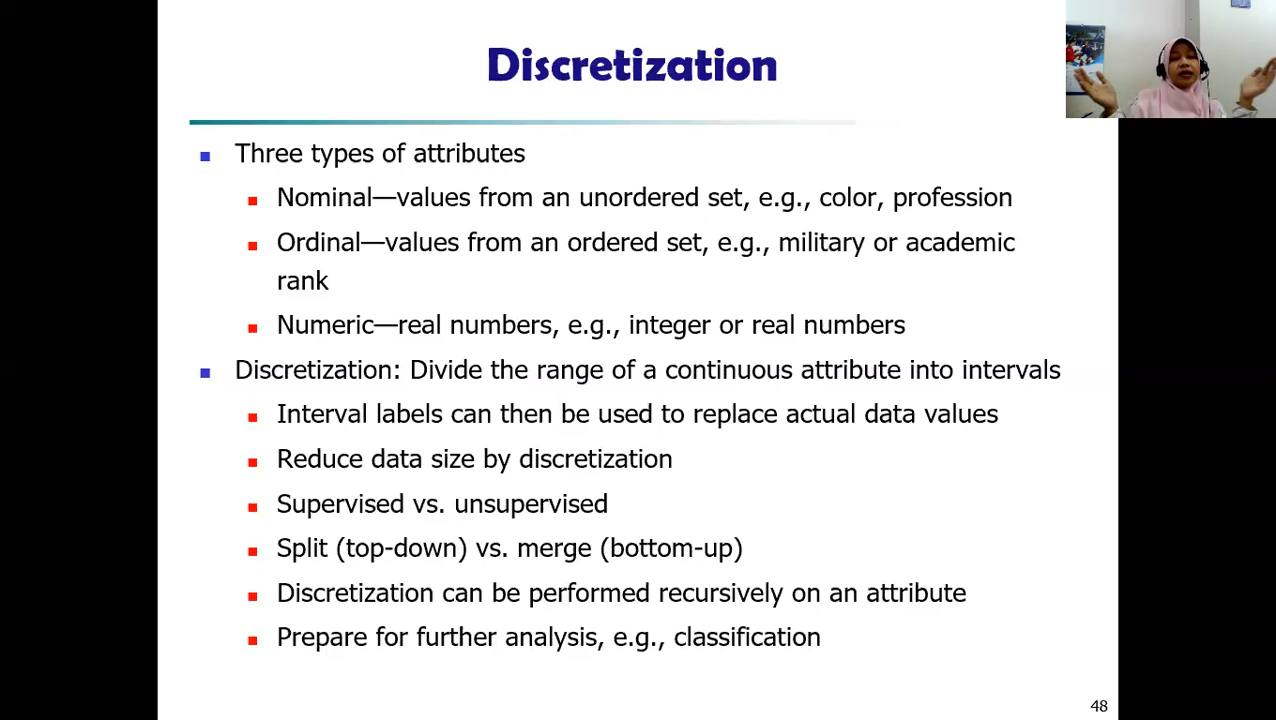 Discretization
Three types of attributes
Nominal—values from an unordered set, e.g., color, profession
Ordinal—values from an ordered set, e.g., military or academic
rank
Numeric—real numbers, e.g., integer or real numbers
Discretization: Divide the range of a continuous attribute into intervals
Interval labels can then be used to replace actual data values
Reduce data size by discretization
Supervised vs. unsupervised
Split (top-down) vs. merge (bottom-up)
Discretization can be performed recursively on an attribute
Prepare for further analysis, e.g., classification
48